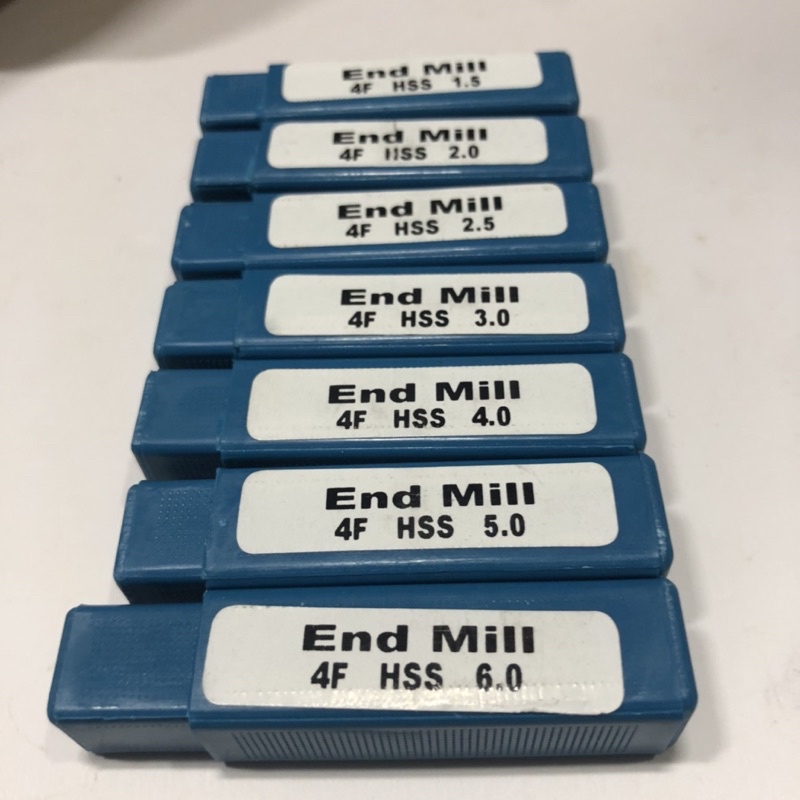 End Mill
4F HSS 1.5
End Mill
4F HSS 2.0
End Mill
4F HSS 2.5
End Mill
4F HSS 3.0
End Mill
4F HSS 4.0
End Mill
4F HSS 5.0
End Mill
4F HSS 6.0